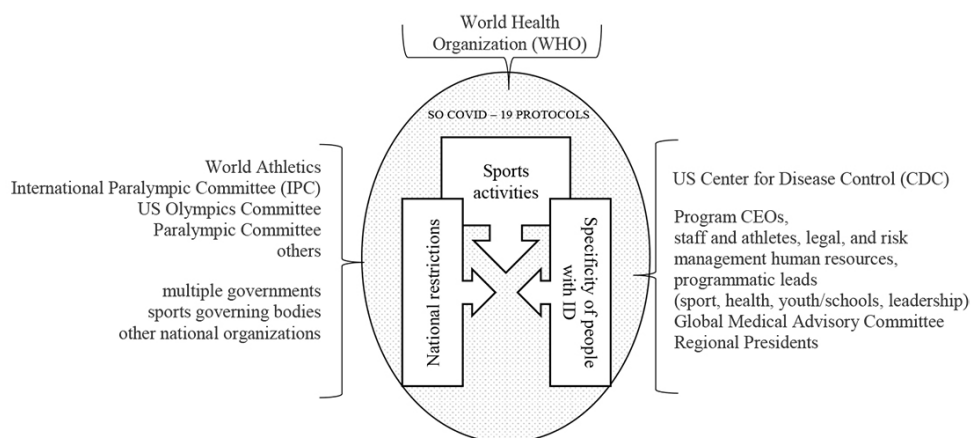 World Health
Organization (WHO)
SO COVID – 19 PROTOCOLS
World Athletics
International Paralympic Committee (IPC)
US Olympics Committee
Paralympic Committee
others
multiple governments
sports governing bodies
other national organizations
Sports
activities
National restrictions
Specificity of people
with ID
US Center for Disease Control (CDC)
Program CEOs,
staff and athletes, legal, and risk
management human resources,
programmatic leads
(sport, health, youth/schools, leadership)
Global Medical Advisory Committee
Regional Presidents